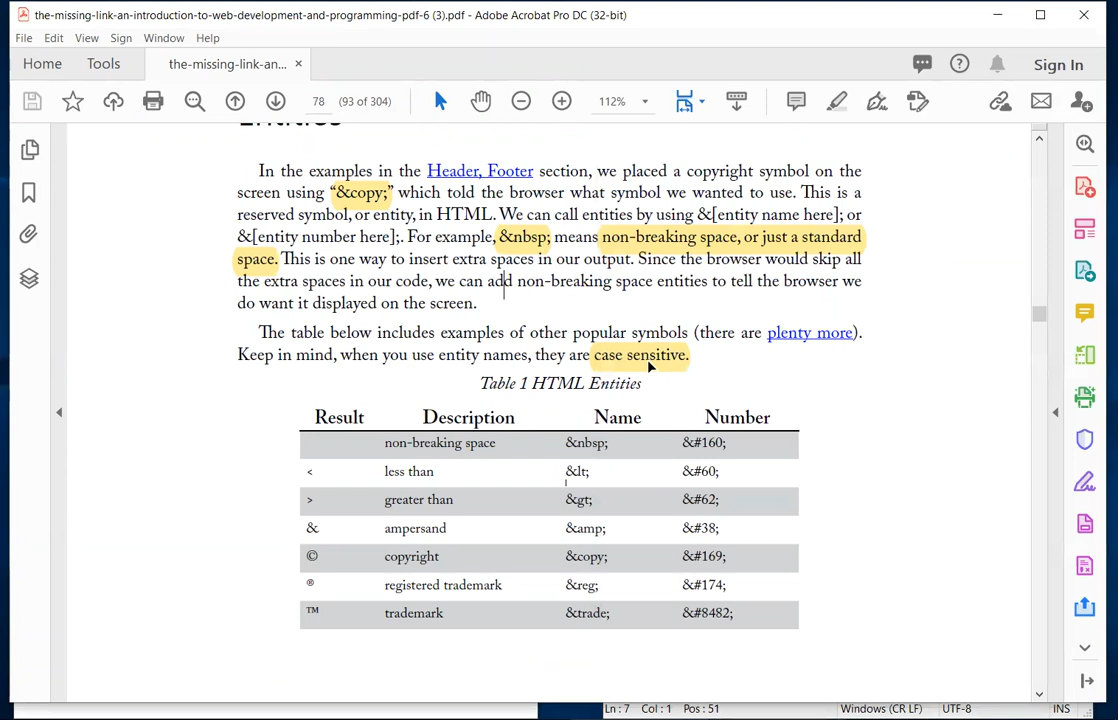 the-missing-link-an-introduction-to-web-development-and-programming-pdf-6 (3).pdf - Adobe Acrobat Pro DC (32-bit)
File Edit View Sign Window Help
Home Tools the-missing-link-an... × Sign In
78 (93 of 304) 112%
Entities
In the examples in the Header, Footer section, we placed a copyright symbol on the
screen using “&copy;” which told the browser what symbol we wanted to use. This is a
reserved symbol, or entity, in HTML. We can call entities by using &[entity name here]; or
&[entity number here];. For example, &nbsp; means non-breaking space, or just a standard
space. This is one way to insert extra spaces in our output. Since the browser would skip all
the extra spaces in our code, we can add non-breaking space entities to tell the browser we
do want it displayed on the screen.
The table below includes examples of other popular symbols (there are plenty more).
Keep in mind, when you use entity names, they are case sensitive.
Table 1 HTML Entities
Result Description Name Number
non-breaking space &nbsp; &#160;
< less than &lt; &#60;
> greater than &gt; &#62;
& ampersand &amp; &#38;
© copyright &copy; &#169;
® registered trademark &reg; &#174;
™ trademark &trade; &#8482;
Ln : 7 Col : 1 Pos : 51 Windows (CR LF) UTF-8 INS